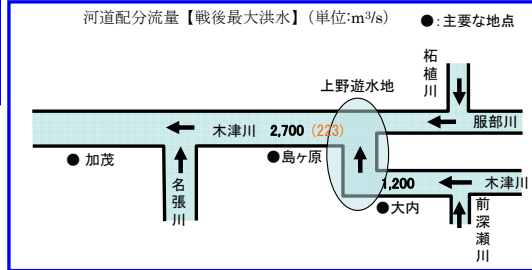 河道配分流量【戦後最大洪水】(単位:m³/s)
●:主要な地点
柘植川
上野遊水地
服部川
木津川 2,700 (223)
●加茂
名張川
●島ヶ原
1,200
木津川
●大内
前深瀬川